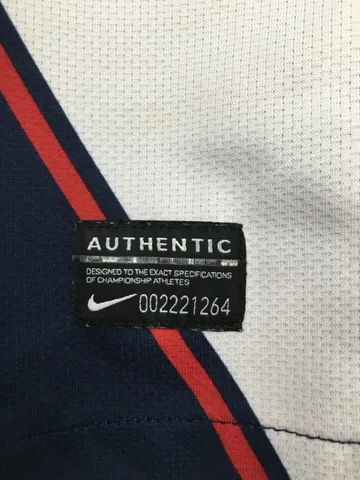 AUTHENTIC
DESIGNED TO THE EXACT SPECIFICATIONS
OF CHAMPIONSHIP ATHLETES
002221264